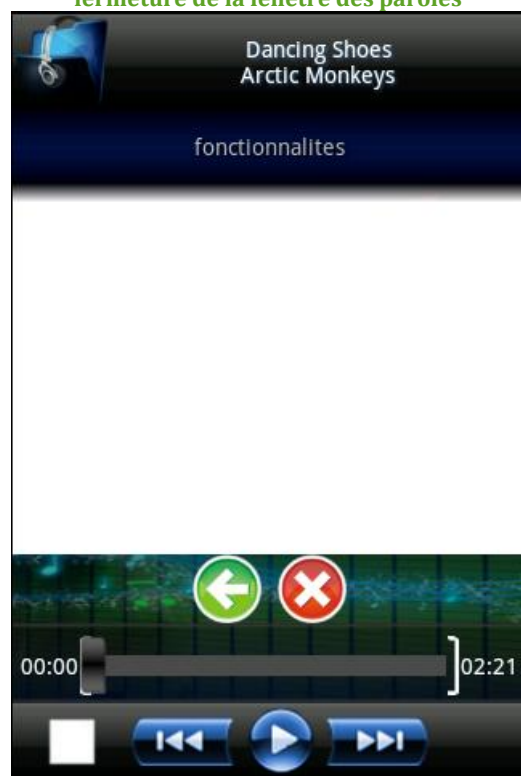 fermeture de la fenêtre des paroles
Dancing Shoes
Arctic Monkeys
fonctionnalites
00:00
02:21